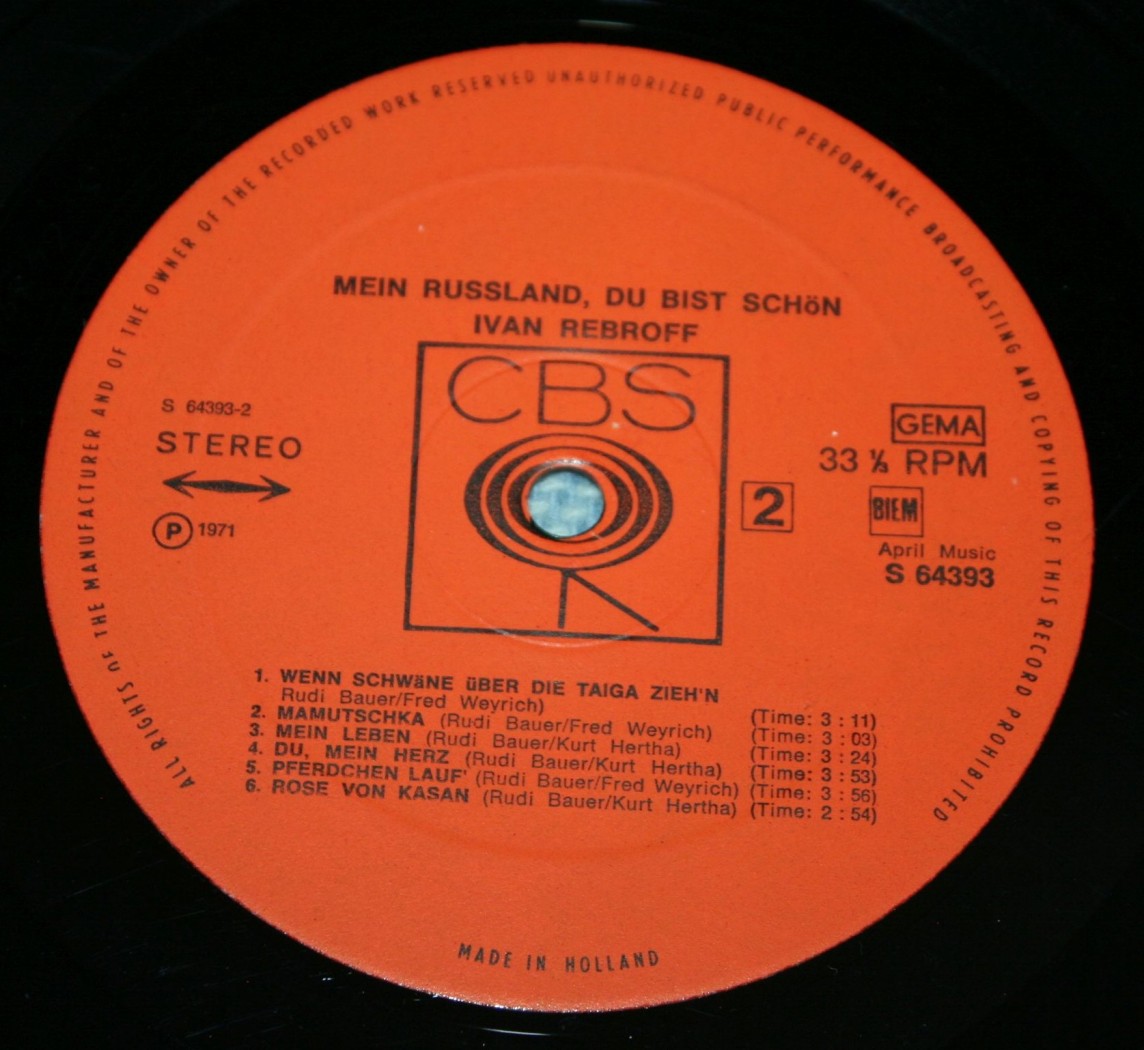 ALL RIGHTS OF THE MANUFACTURER AND OF THE OWNER OF THE RECORDED WORK RESERVED UNAUTHORIZED PUBLIC PERFORMANCE BROADCASTING AND COPYING OF THIS RECORD PROHIBITED
MEIN RUSSLAND, DU BIST SCHöN
IVAN REBROFF
CBS
S 64393-2
STEREO
P 1971
GEMA
33 ⅓ RPM
2
BIEM
April Music
S 64393
1. WENN SCHWäNE üBER DIE TAIGA ZIEH'N
Rudi Bauer/Fred Weyrich) (Time: 3 : 11)
2. MAMUTSCHKA (Rudi Bauer/Fred Weyrich) (Time: 3 : 03)
3. MEIN LEBEN (Rudi Bauer/Kurt Hertha) (Time: 3 : 24)
4. DU, MEIN HERZ (Rudi Bauer/Kurt Hertha) (Time: 3 : 53)
5. PFERDCHEN LAUF' (Rudi Bauer/Fred Weyrich) (Time: 3 : 56)
6. ROSE VON KASAN (Rudi Bauer/Kurt Hertha) (Time: 2 : 54)
MADE IN HOLLAND